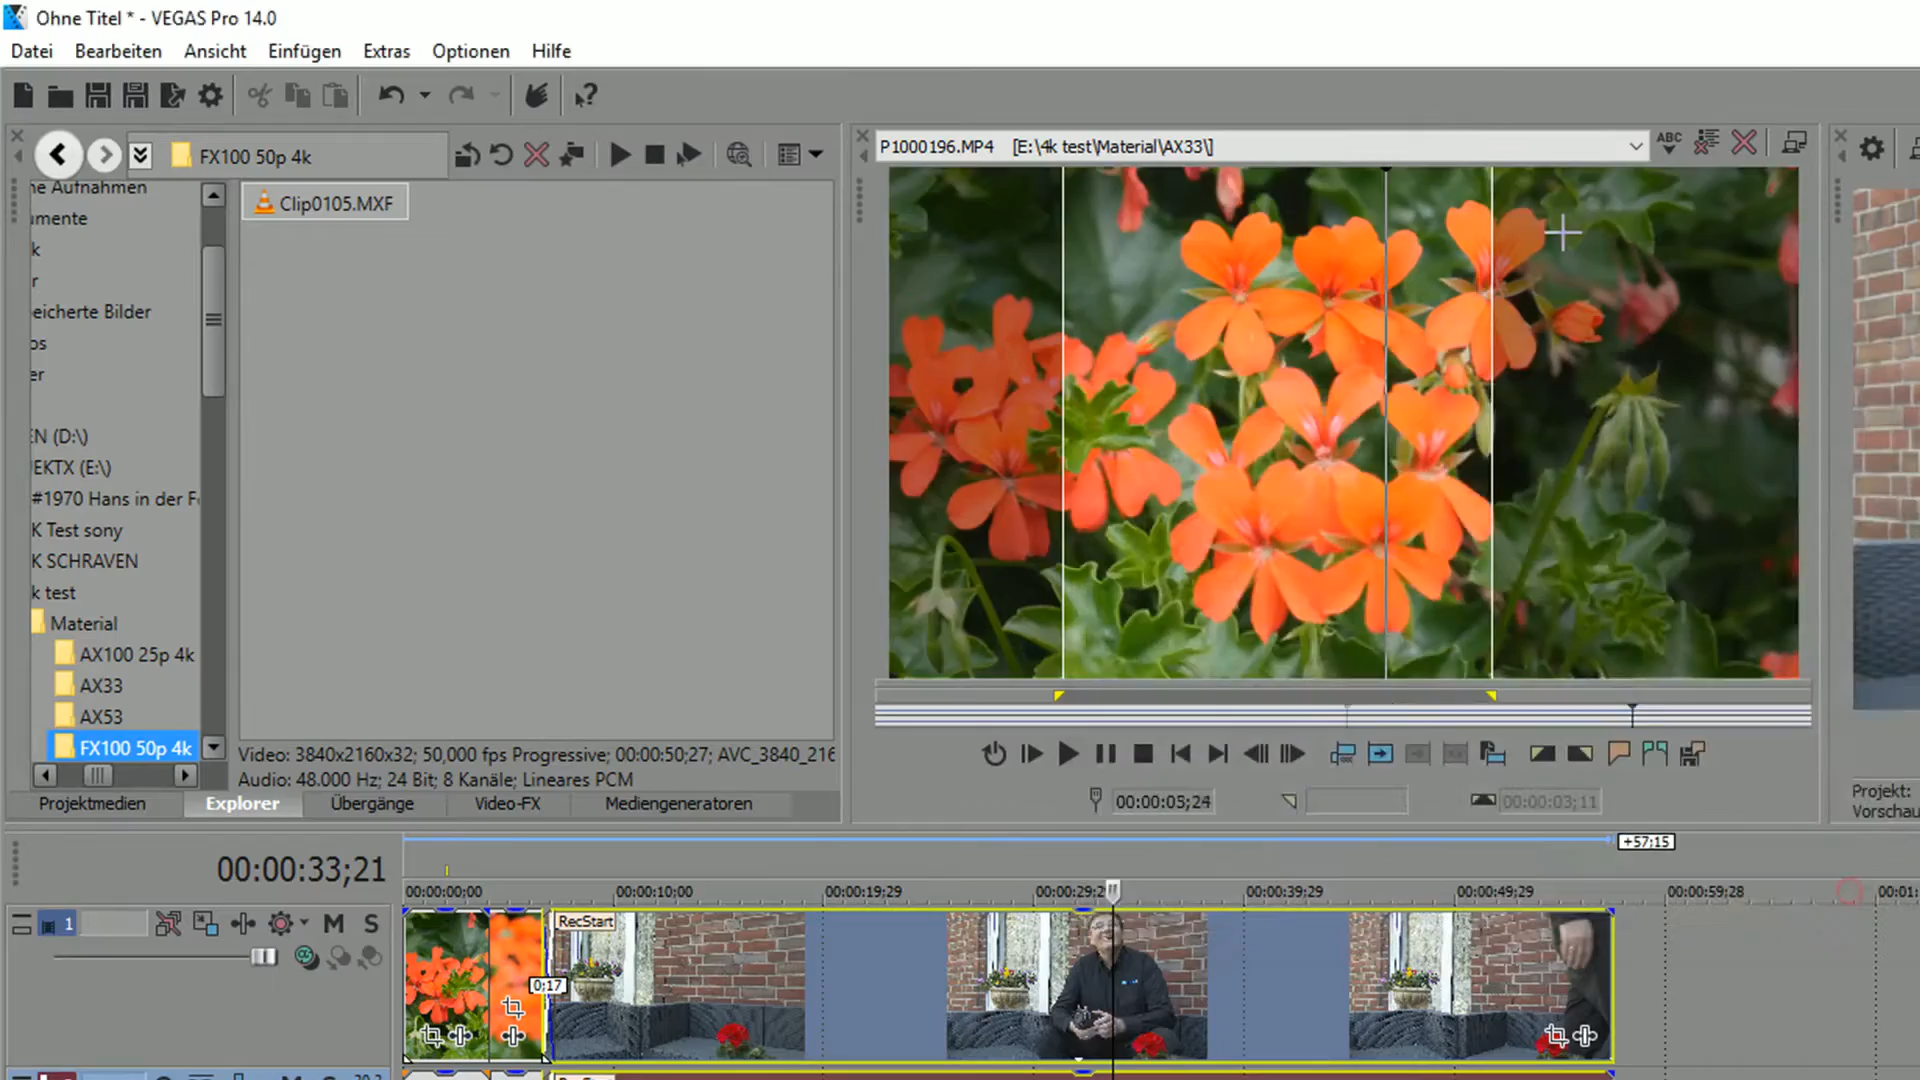 Ohne Titel * - VEGAS Pro 14.0
Datei Bearbeiten Ansicht Einfügen Extras Optionen Hilfe
FX100 50p 4k
P1000196.MP4 [E:\4k test\Material\AX33\]
ABC
ne Aufnahmen
umente
k
r
eicherte Bilder
os
er
EN (D:\)
JEKTX (E:\)
#1970 Hans in der F
K Test sony
K SCHRAVEN
k test
Material
AX100 25p 4k
AX33
AX53
FX100 50p 4k
Clip0105.MXF
Video: 3840x2160x32; 50,000 fps Progressive; 00:00:50;27; AVC_3840_216
Audio: 48.000 Hz; 24 Bit; 8 Kanäle; Lineares PCM
Projektmedien Explorer Übergänge Video-FX Mediengeneratoren
00:00:03;24
00:00:03;11
Projekt:
Vorschau
+57;15
00:00:33;21
00:00:00;00 00:00:10;00 00:00:19;29 00:00:29;2 00:00:39;29 00:00:49;29 00:00:59;28 00:01:
1
M S
RecStart
0;17